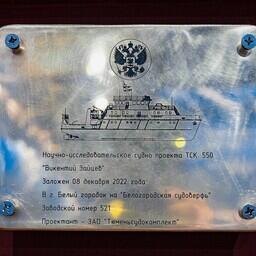 Научно-исследовательское судно проекта ТСК. 550
"Викентий Зайцев"
Заложен 08 декабря 2022 года
В г. Белый городок на "Белогородская судоверфь"
Заводской номер 521
Проектант - ЗАО "Тюменьсудокомплект"